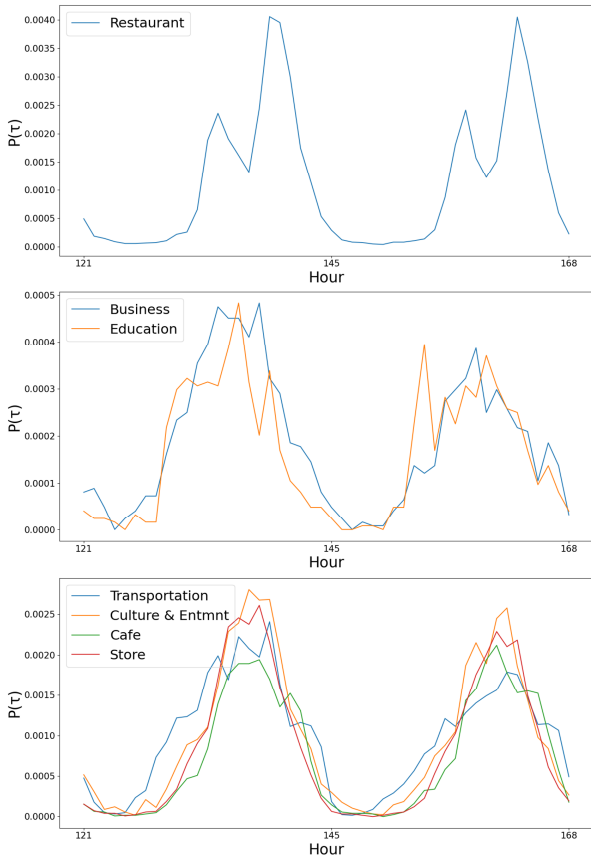 0.0040
0.0035
0.0030
0.0025
0.0020
0.0015
0.0010
0.0005
0.0000
P(τ)
Restaurant
121
145
168
Hour
0.0005
0.0004
0.0003
0.0002
0.0001
0.0000
P(τ)
Business
Education
121
145
168
Hour
0.0025
0.0020
0.0015
0.0010
0.0005
0.0000
P(τ)
Transportation
Culture & Entmnt
Cafe
Store
121
145
168
Hour